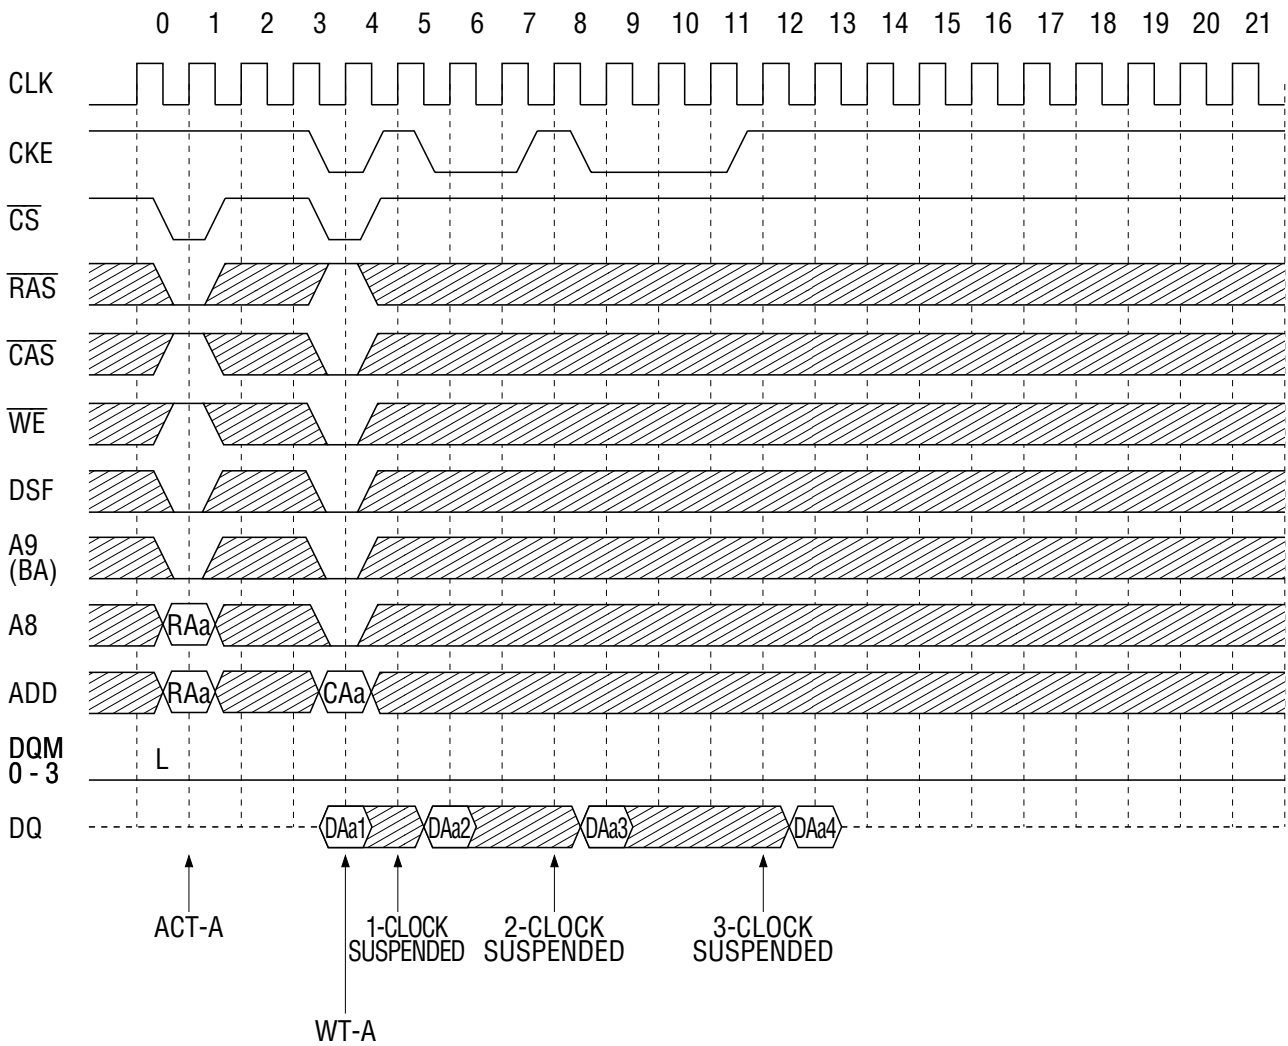 0 1 2 3 4 5 6 7 8 9 10 11 12 13 14 15 16 17 18 19 20 21
CLK
CKE
CS
RAS
CAS
WE
DSF
A9
(BA)
A8 RAa
ADD RAa CAa
DQM
0 - 3 L
DQ DAa1 DAa2 DAa3 DAa4
ACT-A 1-CLOCK 2-CLOCK 3-CLOCK
SUSPENDED SUSPENDED SUSPENDED
WT-A